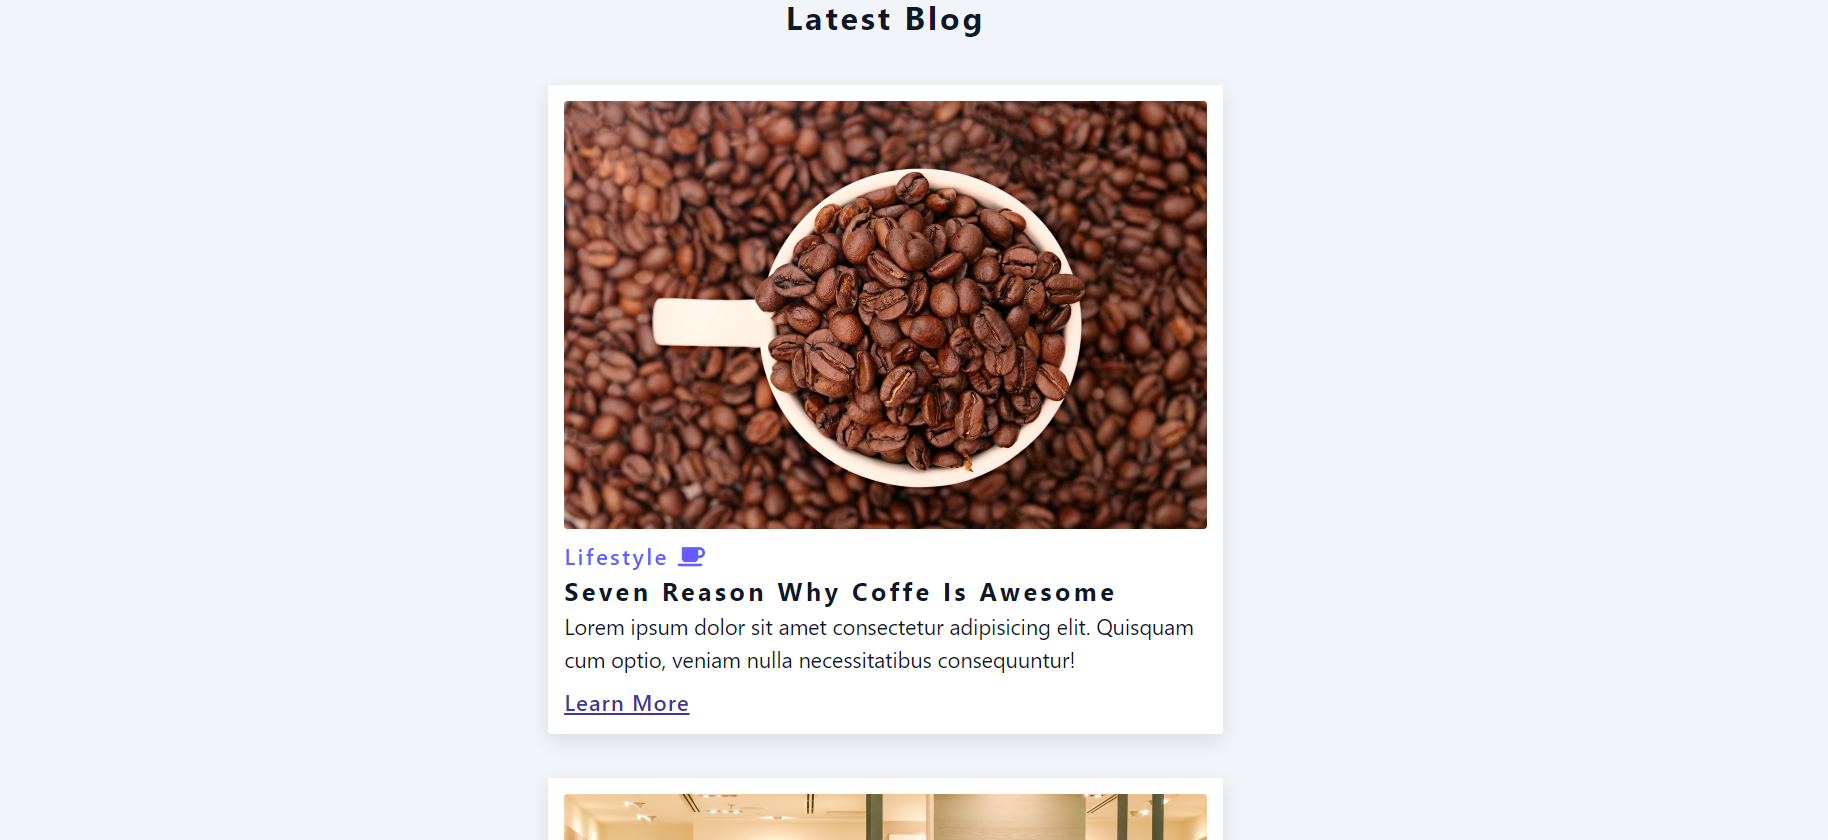 Latest Blog
Lifestyle
Seven Reason Why Coffe Is Awesome
Lorem ipsum dolor sit amet consectetur adipisicing elit. Quisquam
cum optio, veniam nulla necessitatibus consequuntur!
Learn More